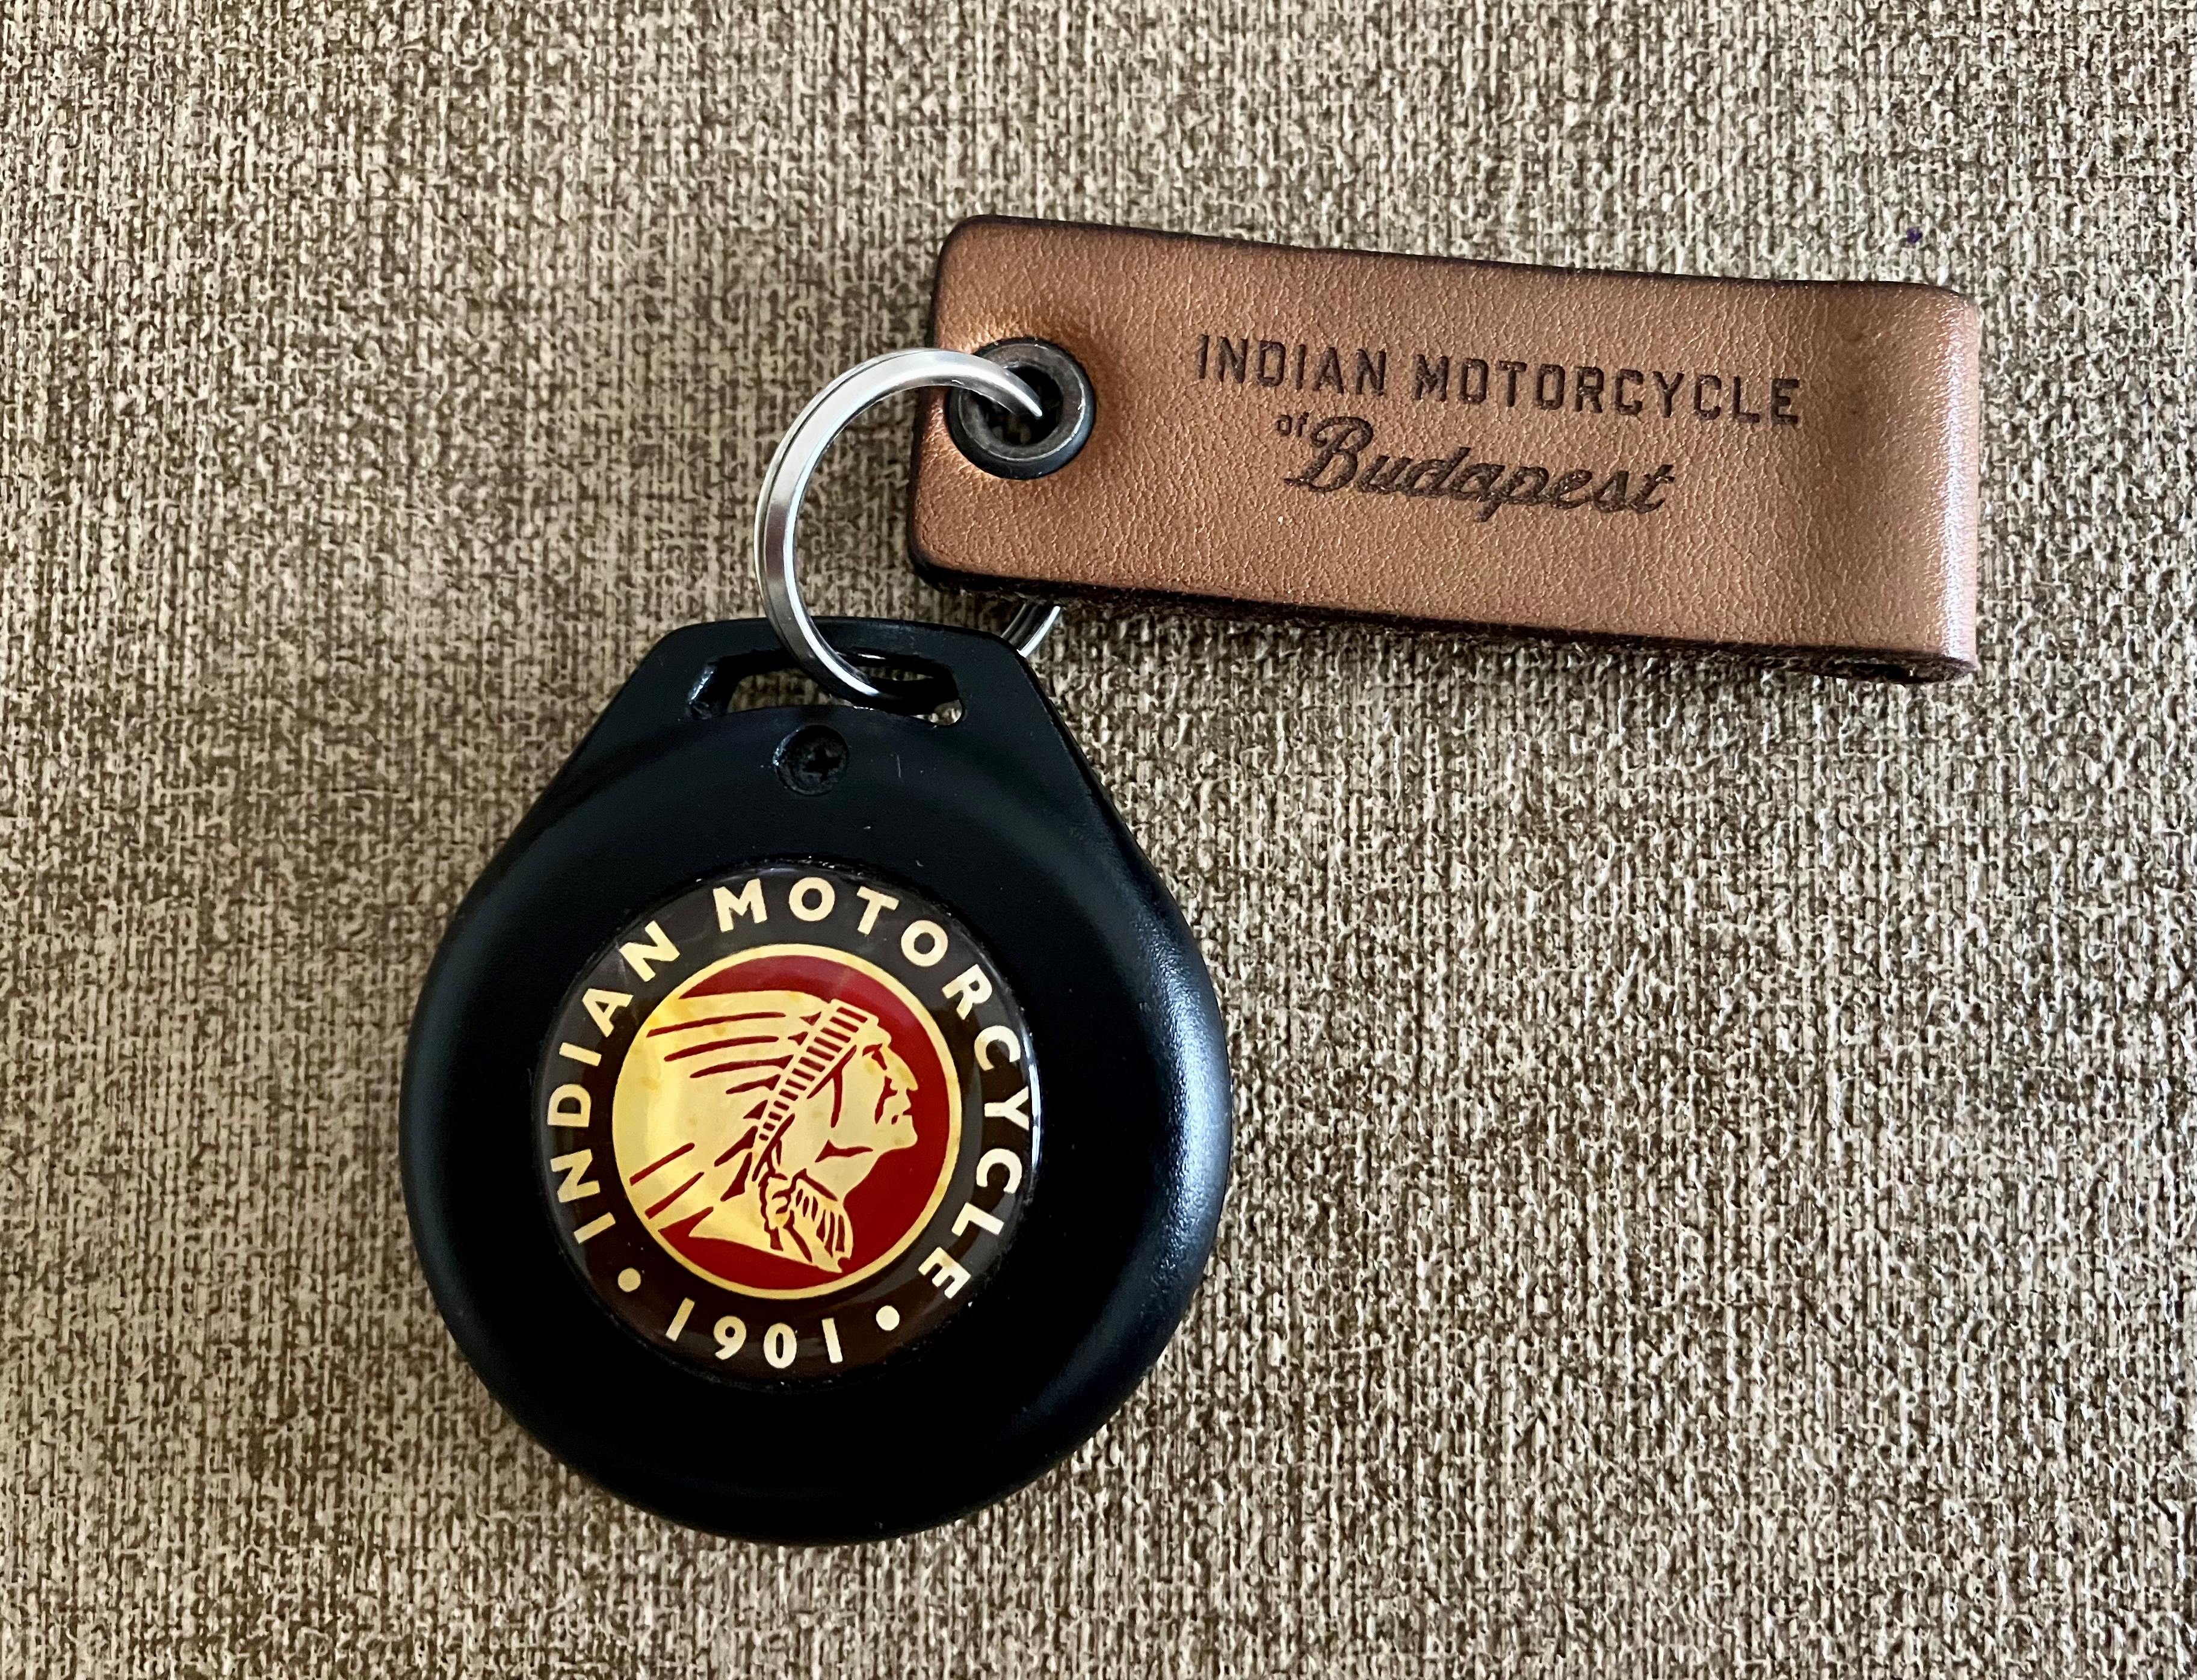 INDIAN MOTORCYCLE
of Budapest
INDIAN MOTORCYCLE
• 1901 •